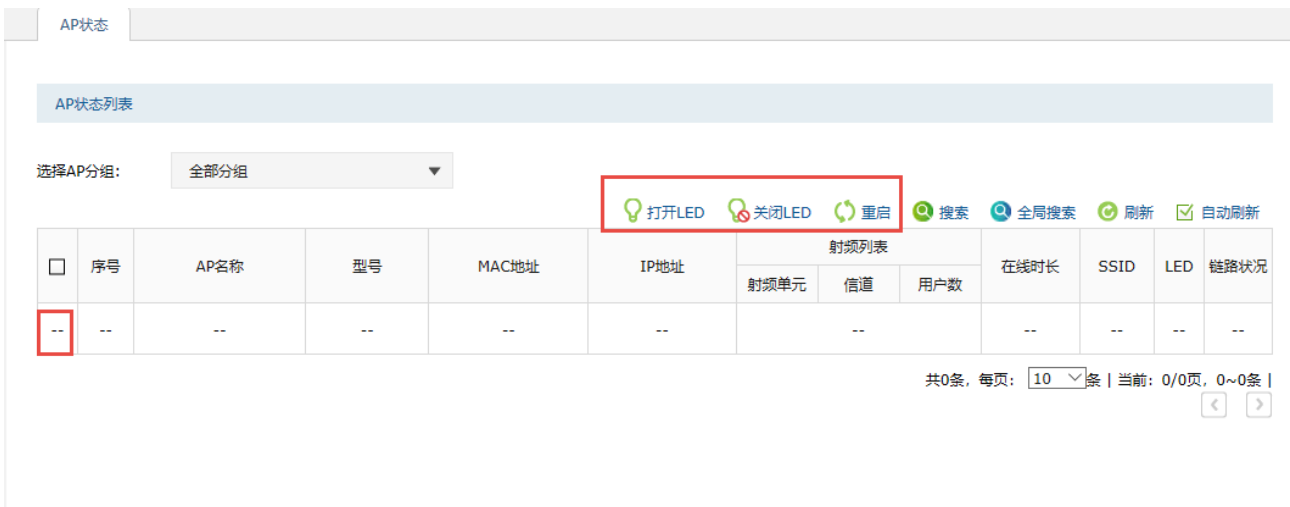 AP状态
AP状态列表
选择AP分组: 全部分组
打开LED 关闭LED 重启 搜索 全局搜索 刷新 自动刷新
序号 AP名称 型号 MAC地址 IP地址 射频列表 在线时长 SSID LED 链路状况
射频单元 信道 用户数
-- -- -- -- -- -- -- -- -- -- --
共0条, 每页: 10 条 | 当前: 0/0页, 0~0条 |